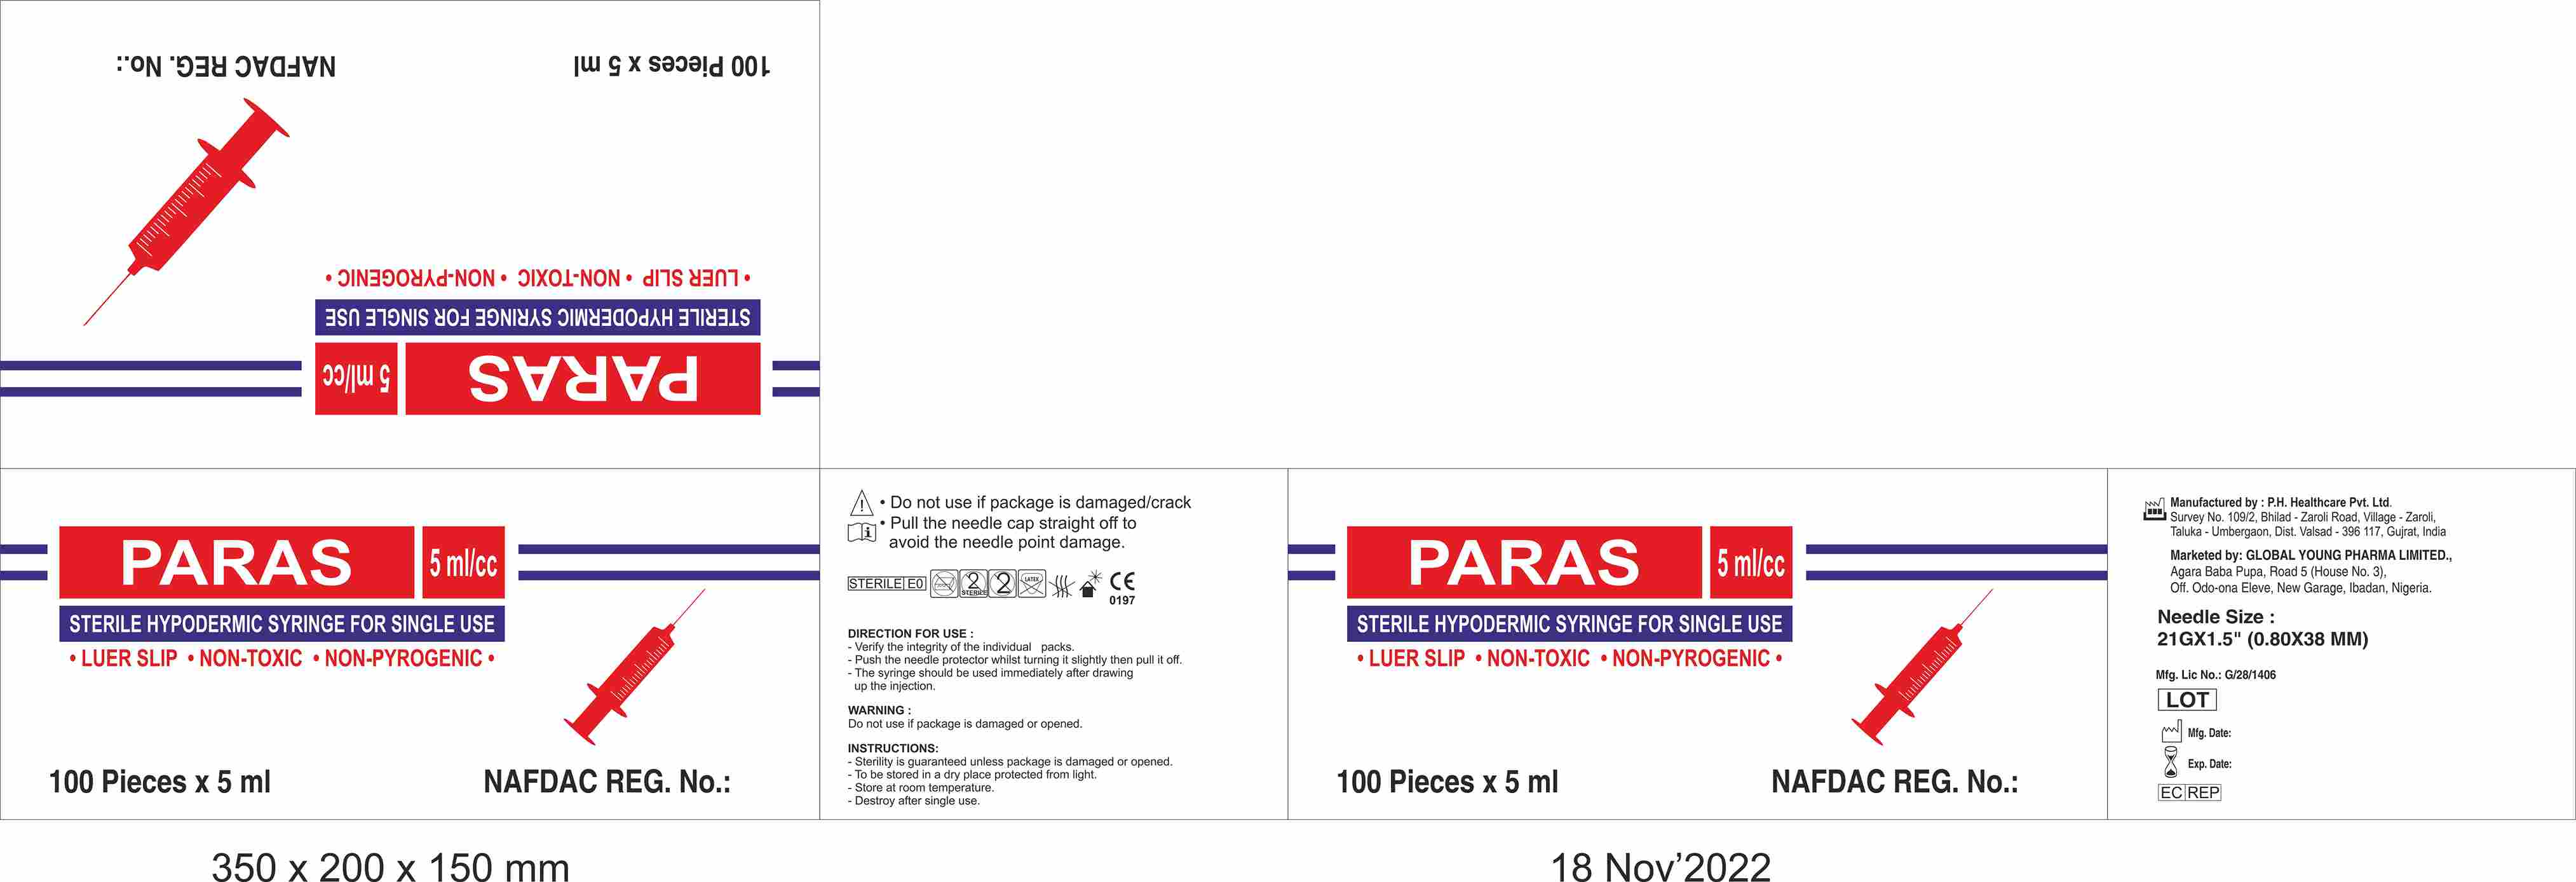 100 Pieces x 5 ml
NAFDAC REG. No.:
• LUER SLIP • NON-TOXIC • NON-PYROGENIC •
STERILE HYPODERMIC SYRINGE FOR SINGLE USE
PARAS
5 ml/cc
PARAS
5 ml/cc
STERILE HYPODERMIC SYRINGE FOR SINGLE USE
• LUER SLIP • NON-TOXIC • NON-PYROGENIC •
100 Pieces x 5 ml
NAFDAC REG. No.:
• Do not use if package is damaged/crack
• Pull the needle cap straight off to
avoid the needle point damage.
STERILE E0
2
STERILE
2
LATEX
CE
0197
DIRECTION FOR USE :
- Verify the integrity of the individual packs.
- Push the needle protector whilst turning it slightly then pull it off.
- The syringe should be used immediately after drawing
up the injection.
WARNING :
Do not use if package is damaged or opened.
INSTRUCTIONS:
- Sterility is guaranteed unless package is damaged or opened.
- To be stored in a dry place protected from light.
- Store at room temperature.
- Destroy after single use.
PARAS
5 ml/cc
STERILE HYPODERMIC SYRINGE FOR SINGLE USE
• LUER SLIP • NON-TOXIC • NON-PYROGENIC •
100 Pieces x 5 ml
NAFDAC REG. No.:
Manufactured by : P.H. Healthcare Pvt. Ltd.
Survey No. 109/2, Bhilad - Zaroli Road, Village - Zaroli,
Taluka - Umbergaon, Dist. Valsad - 396 117, Gujrat, India
Marketed by: GLOBAL YOUNG PHARMA LIMITED.,
Agara Baba Pupa, Road 5 (House No. 3),
Off. Odo-ona Eleve, New Garage, Ibadan, Nigeria.
Needle Size :
21GX1.5" (0.80X38 MM)
Mfg. Lic No.: G/28/1406
LOT
Mfg. Date:
Exp. Date:
EC REP
350 x 200 x 150 mm
18 Nov'2022